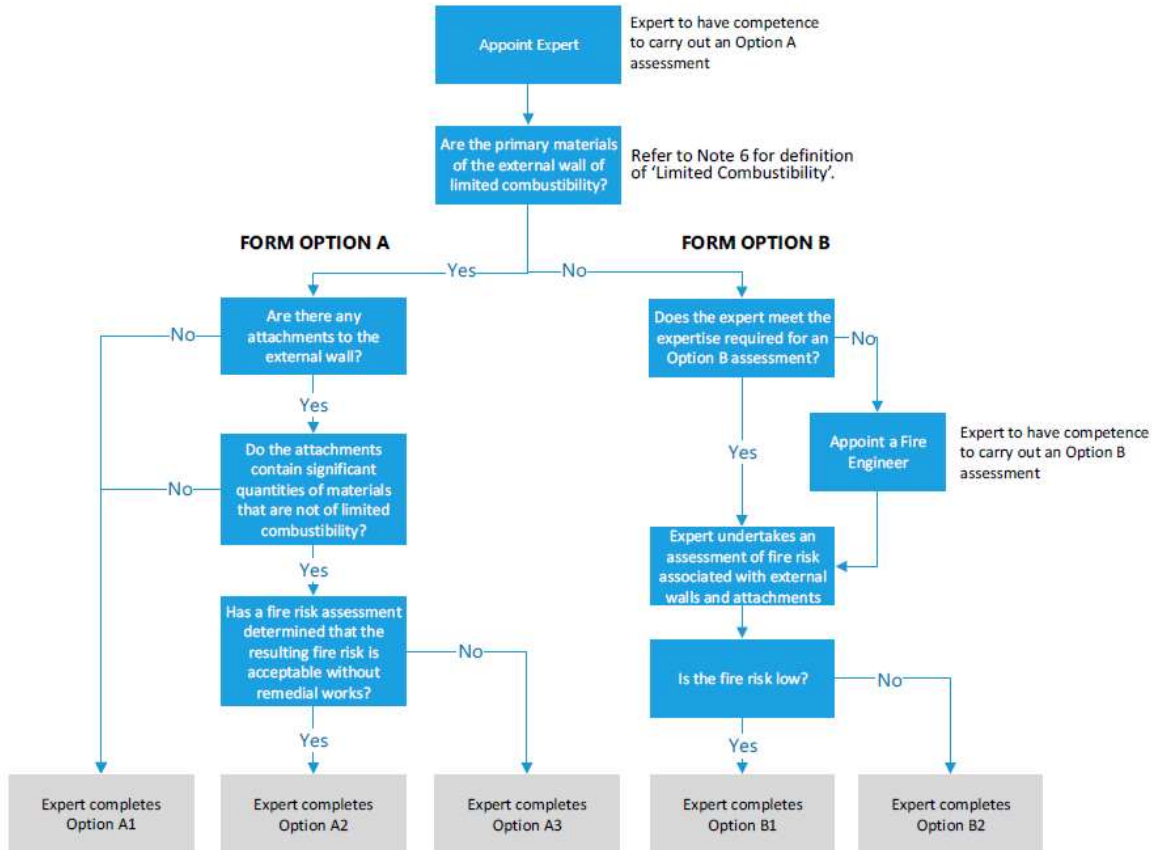 Appoint Expert
Expert to have competence
to carry out an Option A
assessment
Are the primary materials
of the external wall of
limited combustibility?
Refer to Note 6 for definition
of ‘Limited Combustibility’.
FORM OPTION A
FORM OPTION B
Yes
No
Are there any
attachments to the
external wall?
No
Yes
Do the attachments
contain significant
quantities of materials
that are not of limited
combustibility?
No
Yes
Has a fire risk assessment
determined that the
resulting fire risk is
acceptable without
remedial works?
No
Yes
Does the expert meet the
expertise required for an
Option B assessment?
No
Yes
Appoint a Fire
Engineer
Expert to have competence
to carry out an Option B
assessment
Expert undertakes an
assessment of fire risk
associated with external
walls and attachments
Is the fire risk low?
No
Yes
Expert completes
Option A1
Expert completes
Option A2
Expert completes
Option A3
Expert completes
Option B1
Expert completes
Option B2